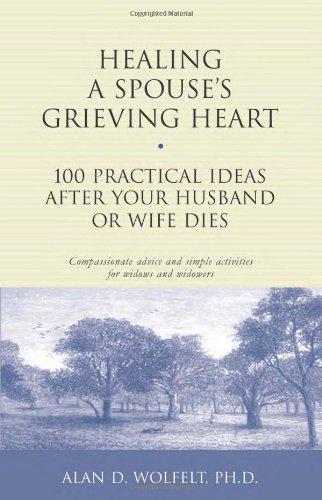 HEALING
A SPOUSE'S
GRIEVING HEART
•
100 PRACTICAL IDEAS
AFTER YOUR HUSBAND
OR WIFE DIES
Compassionate advice and simple activities
for widows and widowers
ALAN D. WOLFELT, PH.D.